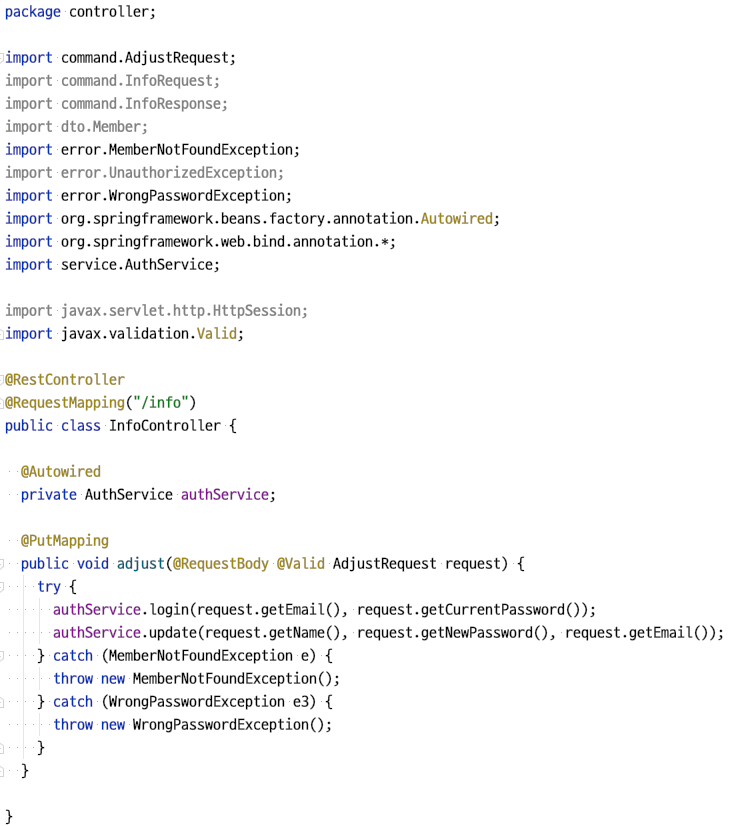 package controller;
import command.AdjustRequest;
import command.InfoRequest;
import command.InfoResponse;
import dto.Member;
import error.MemberNotFoundException;
import error.UnauthorizedException;
import error.WrongPasswordException;
import org.springframework.beans.factory.annotation.Autowired;
import org.springframework.web.bind.annotation.*;
import service.AuthService;
import javax.servlet.http.HttpSession;
import javax.validation.Valid;
@RestController
@RequestMapping("/info")
public class InfoController {
@Autowired
private AuthService authService;
@PutMapping
public void adjust(@RequestBody @Valid AdjustRequest request) {
try {
authService.login(request.getEmail(), request.getCurrentPassword());
authService.update(request.getName(), request.getNewPassword(), request.getEmail());
} catch (MemberNotFoundException e) {
throw new MemberNotFoundException();
} catch (WrongPasswordException e3) {
throw new WrongPasswordException();
}
}
}